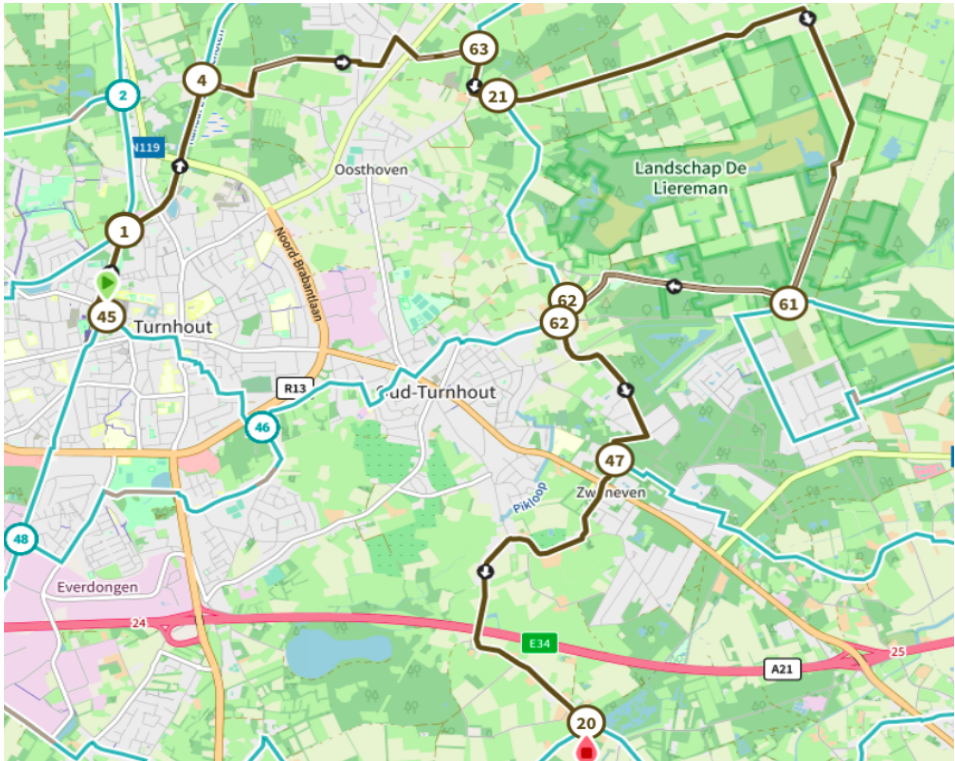 63
4
2
21
N119
Oosthoven
Landschap De
Liereman
1
Noord-Brabantlaan
62
61
45
62
Turnhout
R13
Oud-Turnhout
46
47
Zwaneven
Pikloop
48
Everdongen
24
E34
25
A21
20